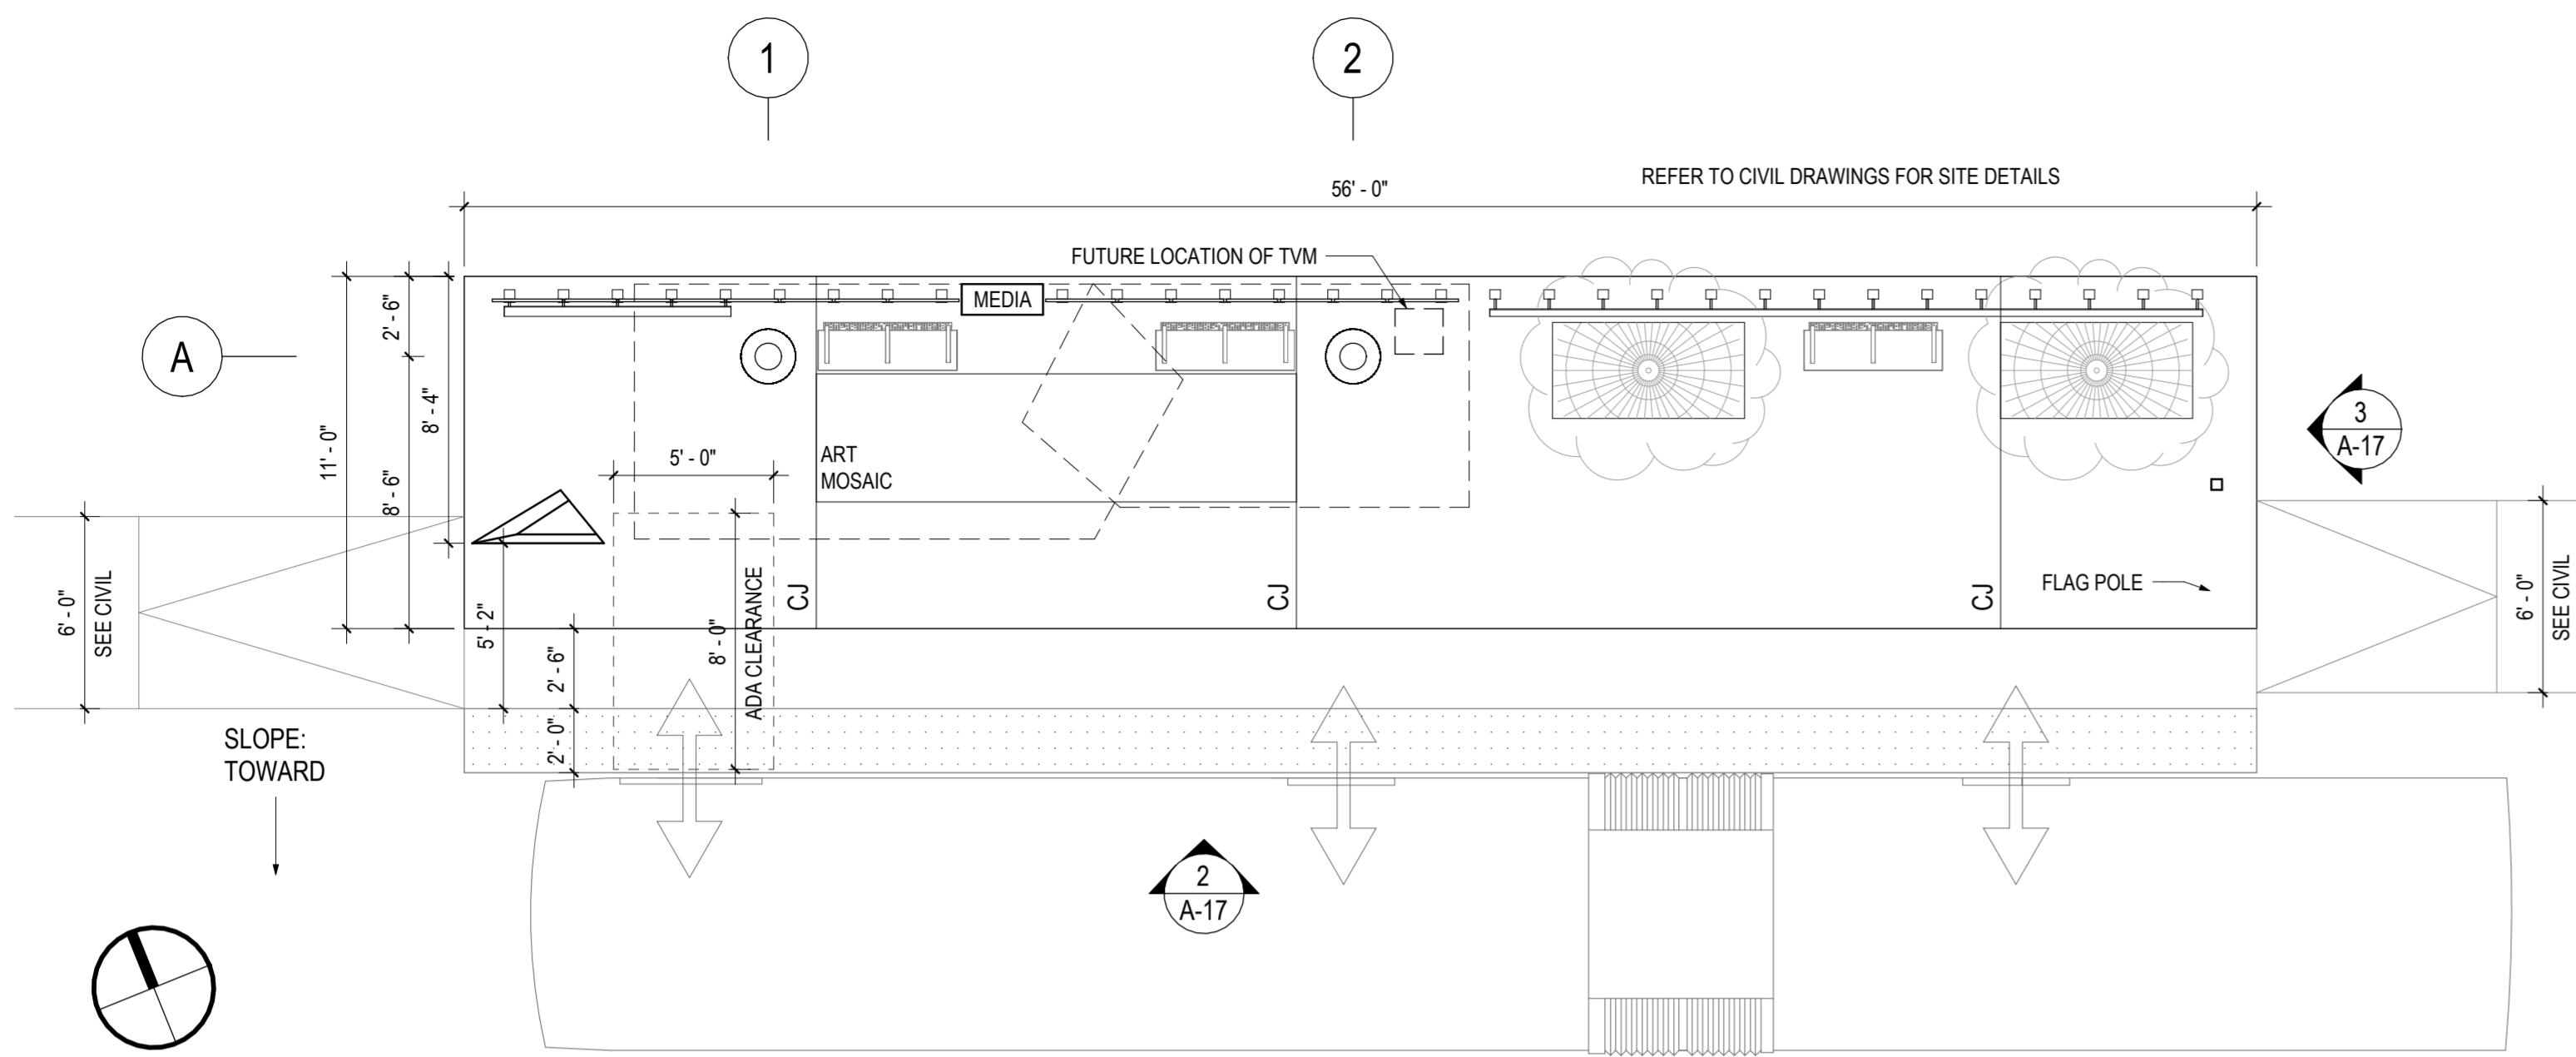 1
2
REFER TO CIVIL DRAWINGS FOR SITE DETAILS
56' - 0"
FUTURE LOCATION OF TVM
MEDIA
A
2' - 6"
8' - 4"
11' - 0"
8' - 6"
5' - 0"
ART
MOSAIC
3
A-17
6' - 0"
SEE CIVIL
5' - 2"
2' - 6"
2' - 0"
8' - 0"
ADA CLEARANCE
CJ
CJ
CJ
FLAG POLE
6' - 0"
SEE CIVIL
SLOPE:
TOWARD
2
A-17